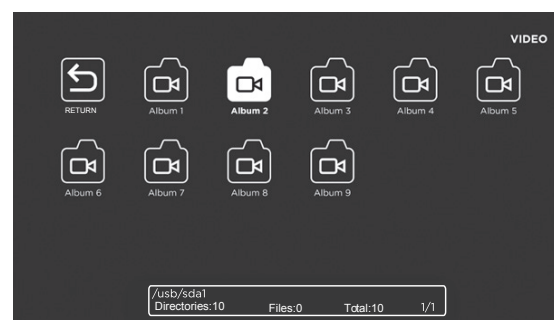 VIDEO
RETURN Album 1 Album 2 Album 3 Album 4 Album 5
Album 6 Album 7 Album 8 Album 9
/usb/sda1
Directories:10 Files:0 Total:10 1/1